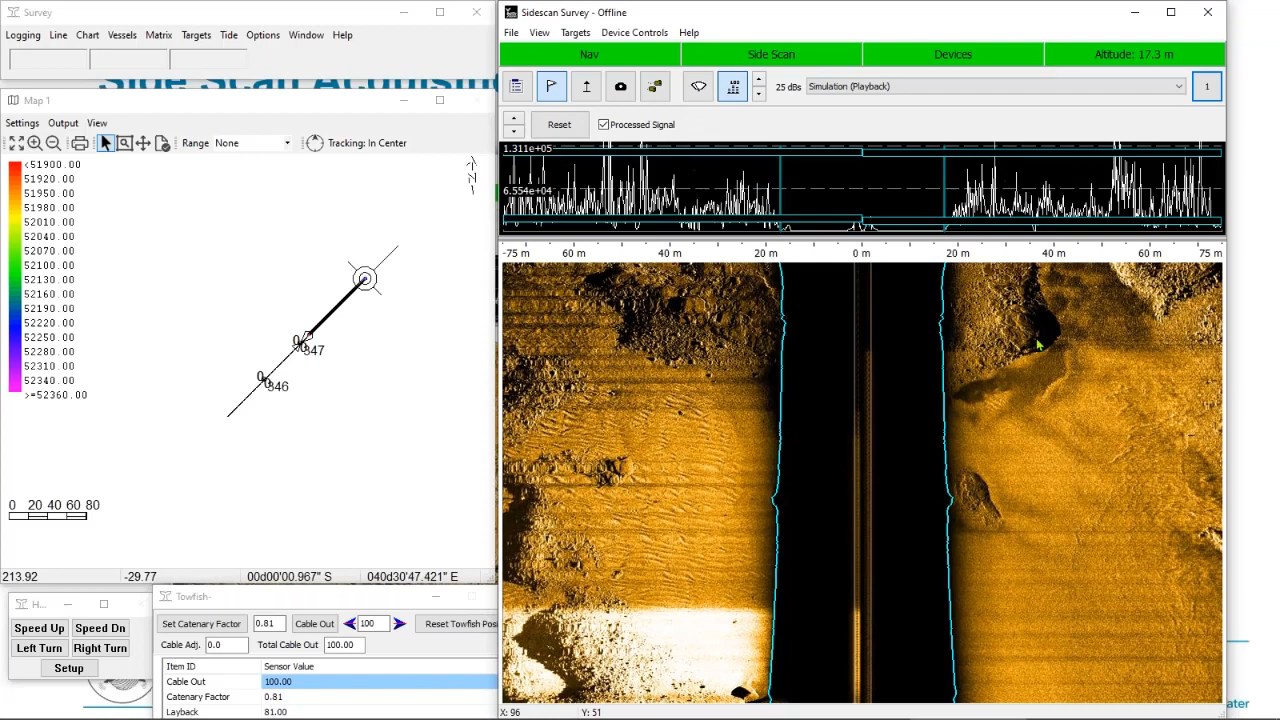 Survey
Logging Line Chart Vessels Matrix Targets Tide Options Window Help
Side Scan Acquisi
Map 1
Settings Output View
Range None Tracking: In Center
<51900.00
51920.00
51950.00
51980.00
52010.00
52040.00
52070.00
52100.00
52130.00
52160.00
52190.00
52220.00
52250.00
52280.00
52310.00
52340.00
>=52360.00
N
0
0
347
0
0
346
0 20 40 60 80
213.92 -29.77 00d00'00.967" S 040d30'47.421" E
H...
Speed Up Speed Dn
Left Turn Right Turn
Setup
Towfish-
Set Catenary Factor 0.81 Cable Out 100 Reset Towfish Posi
Cable Adj. 0.0 Total Cable Out 100.00
Item ID Sensor Value
Cable Out 100.00
Catenary Factor 0.81
Layback 81.00
Sidescan Survey - Offline
File View Targets Device Controls Help
Nav Side Scan Devices Altitude: 17.3 m
25 dBs Simulation (Playback) 1
Reset Processed Signal
1.311e+05
6.554e+04
-75 m 60 m 40 m 20 m 0 m 20 m 40 m 60 m 75 m
X: 96 Y: 51
ater